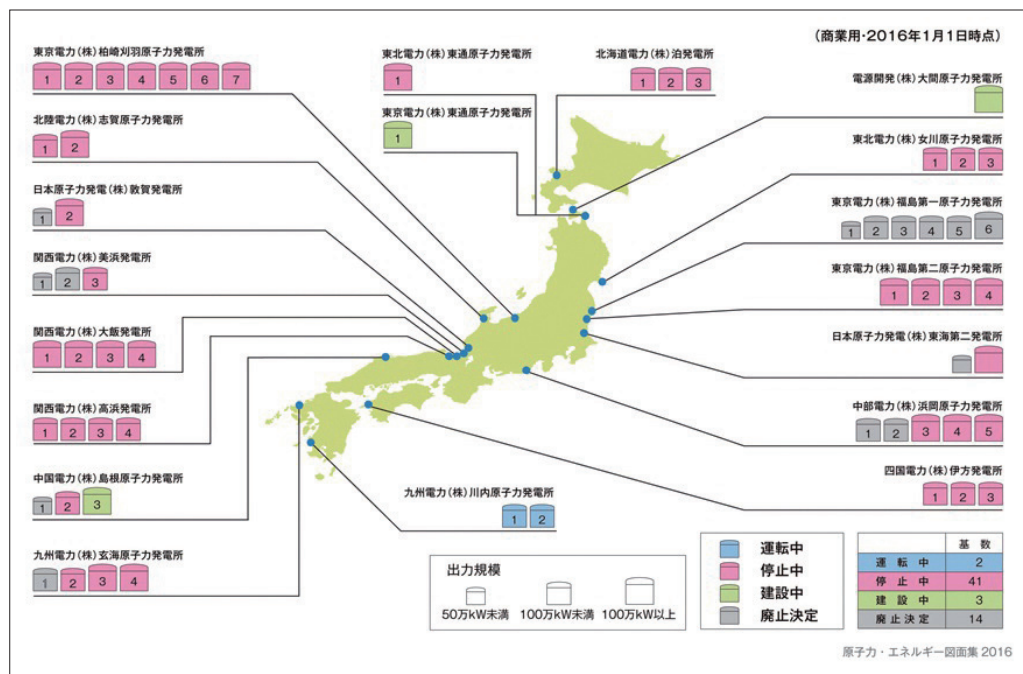 (商業用・2016年1月1日時点)
東京電力(株)柏崎刈羽原子力発電所
1 2 3 4 5 6 7
北陸電力(株)志賀原子力発電所
1 2
日本原子力発電(株)敦賀発電所
1 2
関西電力(株)美浜発電所
1 2 3
関西電力(株)大飯発電所
1 2 3 4
関西電力(株)高浜発電所
1 2 3 4
中国電力(株)島根原子力発電所
1 2 3
九州電力(株)玄海原子力発電所
1 2 3 4
東北電力(株)東通原子力発電所
1
東京電力(株)東通原子力発電所
1
北海道電力(株)泊発電所
1 2 3
電源開発(株)大間原子力発電所
東北電力(株)女川原子力発電所
1 2 3
東京電力(株)福島第一原子力発電所
1 2 3 4 5 6
東京電力(株)福島第二原子力発電所
1 2 3 4
日本原子力発電(株)東海第二発電所
中部電力(株)浜岡原子力発電所
1 2 3 4 5
四国電力(株)伊方発電所
1 2 3
九州電力(株)川内原子力発電所
1 2
出力規模
50万kW未満 100万kW未満 100万kW以上
運転中
停止中
建設中
廃止決定
基数
運転中 2
停止中 41
建設中 3
廃止決定 14
原子力・エネルギー図面集 2016